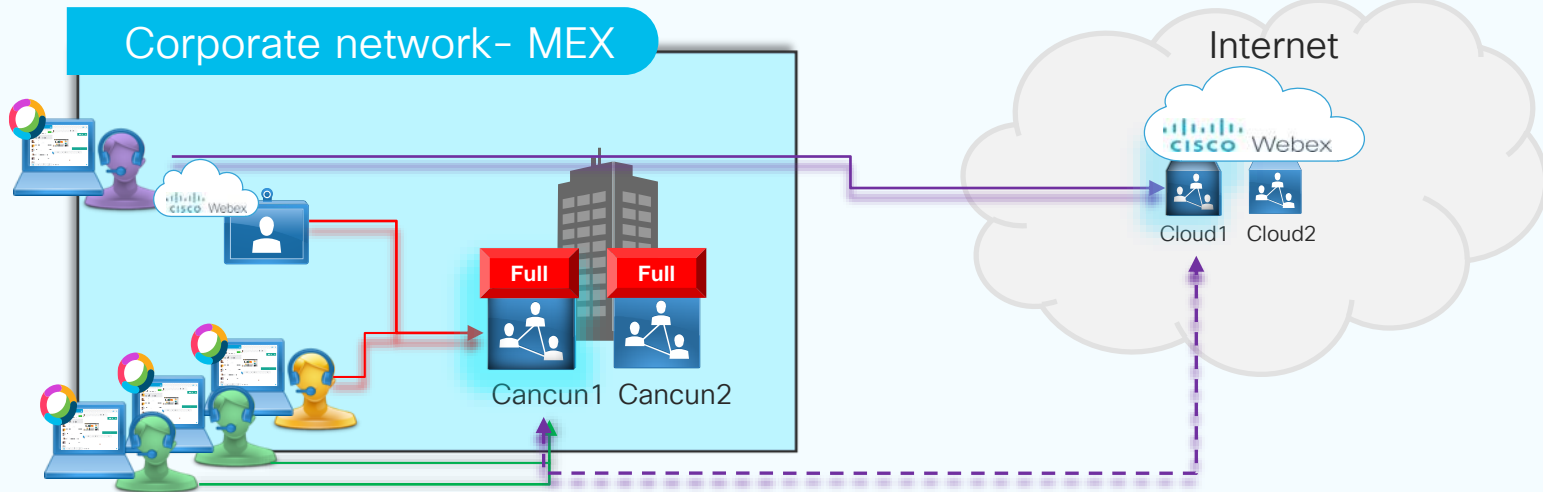 Corporate network- MEX
Internet
CISCO Webex
CISCO Webex
Cloud1 Cloud2
Full Full
Cancun1 Cancun2